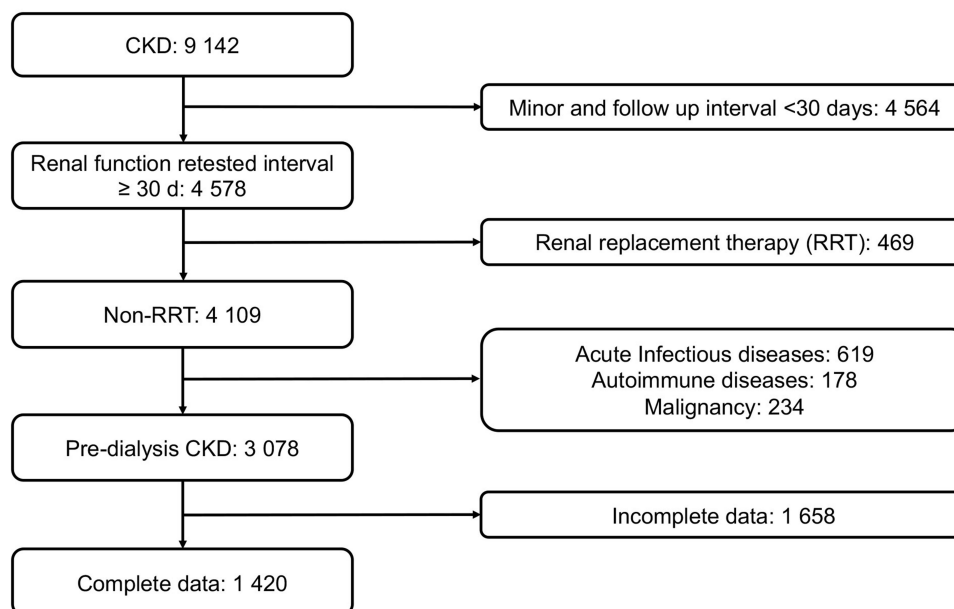 CKD: 9 142
Minor and follow up interval <30 days: 4 564
Renal function retested interval
≥ 30 d: 4 578
Renal replacement therapy (RRT): 469
Non-RRT: 4 109
Acute Infectious diseases: 619
Autoimmune diseases: 178
Malignancy: 234
Pre-dialysis CKD: 3 078
Incomplete data: 1 658
Complete data: 1 420